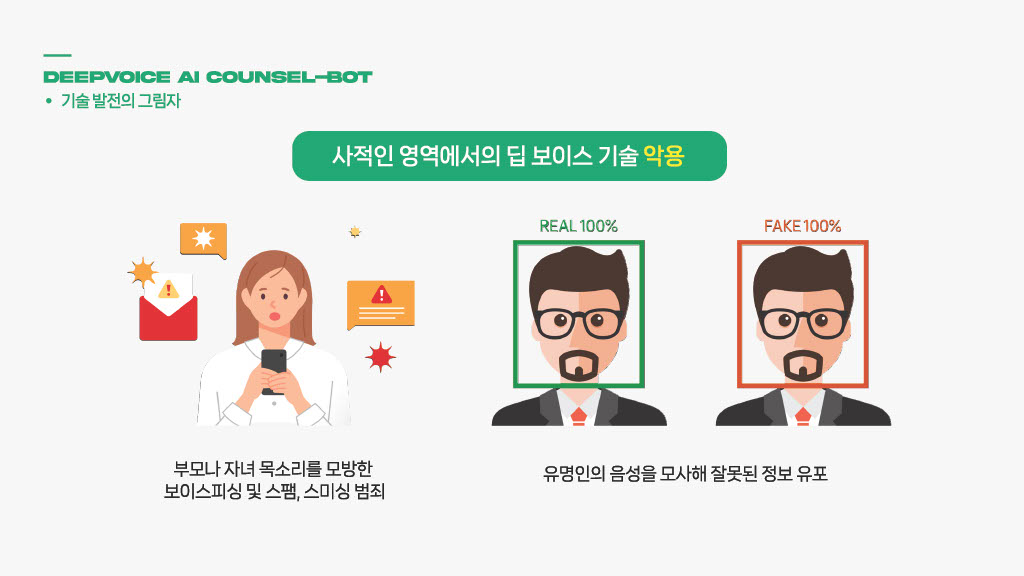 DEEPVOICE AI COUNSEL-BOT
• 기술 발전의 그림자
사적인 영역에서의 딥 보이스 기술 악용
REAL 100%
FAKE 100%
부모나 자녀 목소리를 모방한
보이스피싱 및 스팸, 스미싱 범죄
유명인의 음성을 모사해 잘못된 정보 유포